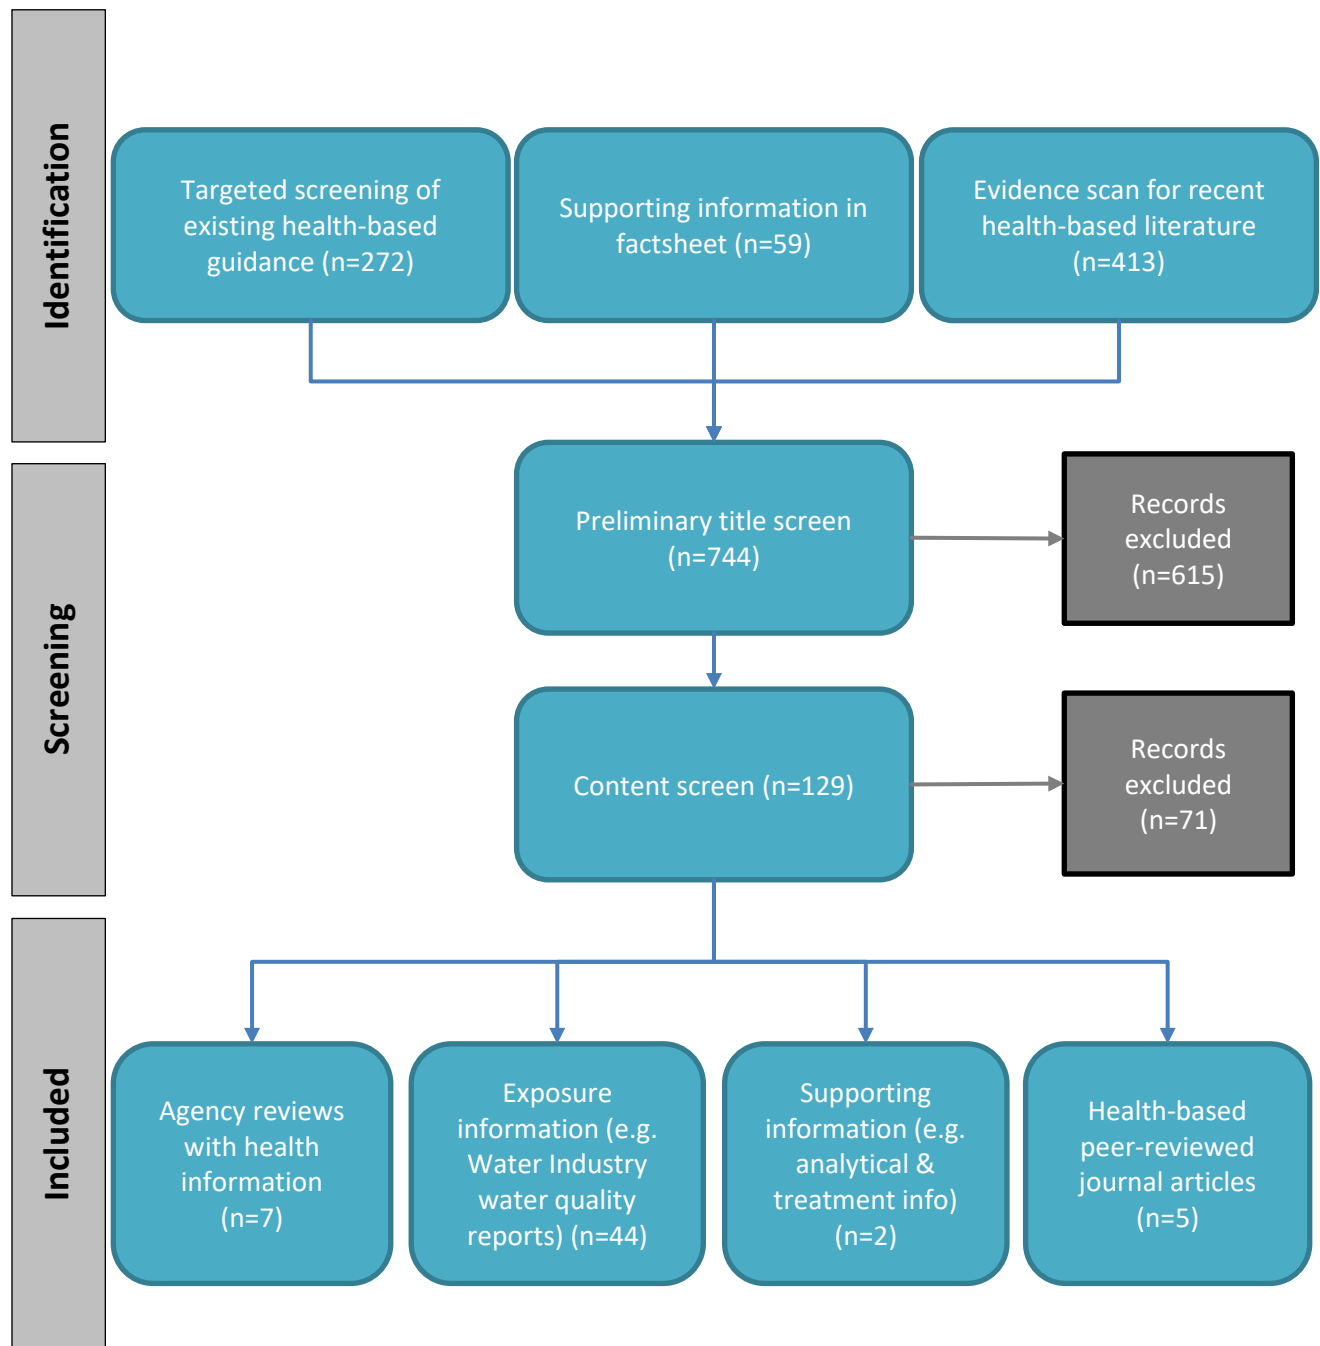 Identification
Targeted screening of
existing health-based
guidance (n=272)
Supporting information in
factsheet (n=59)
Evidence scan for recent
health-based literature
(n=413)
Screening
Preliminary title screen
(n=744)
Records
excluded
(n=615)
Content screen (n=129)
Records
excluded
(n=71)
Included
Agency reviews
with health
information
(n=7)
Exposure
information (e.g.
Water Industry
water quality
reports) (n=44)
Supporting
information (e.g.
analytical &
treatment info)
(n=2)
Health-based
peer-reviewed
journal articles
(n=5)